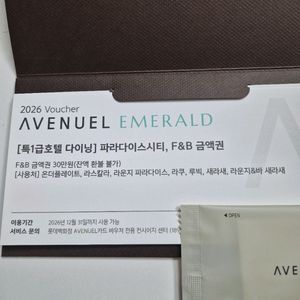 2026 Voucher
AVENUEL EMERALD
[특1급호텔 다이닝] 파라다이스시티, F&B 금액권
F&B 금액권 30만원(잔액 환불 불가)
[사용처] 온더플레이트, 라스칼라, 라운지 파라다이스, 라쿠, 루빅, 새라새, 라운지&바 새라새
이용기간 2026년 12월 31일까지 사용 가능
서비스 문의 롯데백화점 AVENUEL카드 바우처 전용 컨시어지 센터
OPEN
AVE